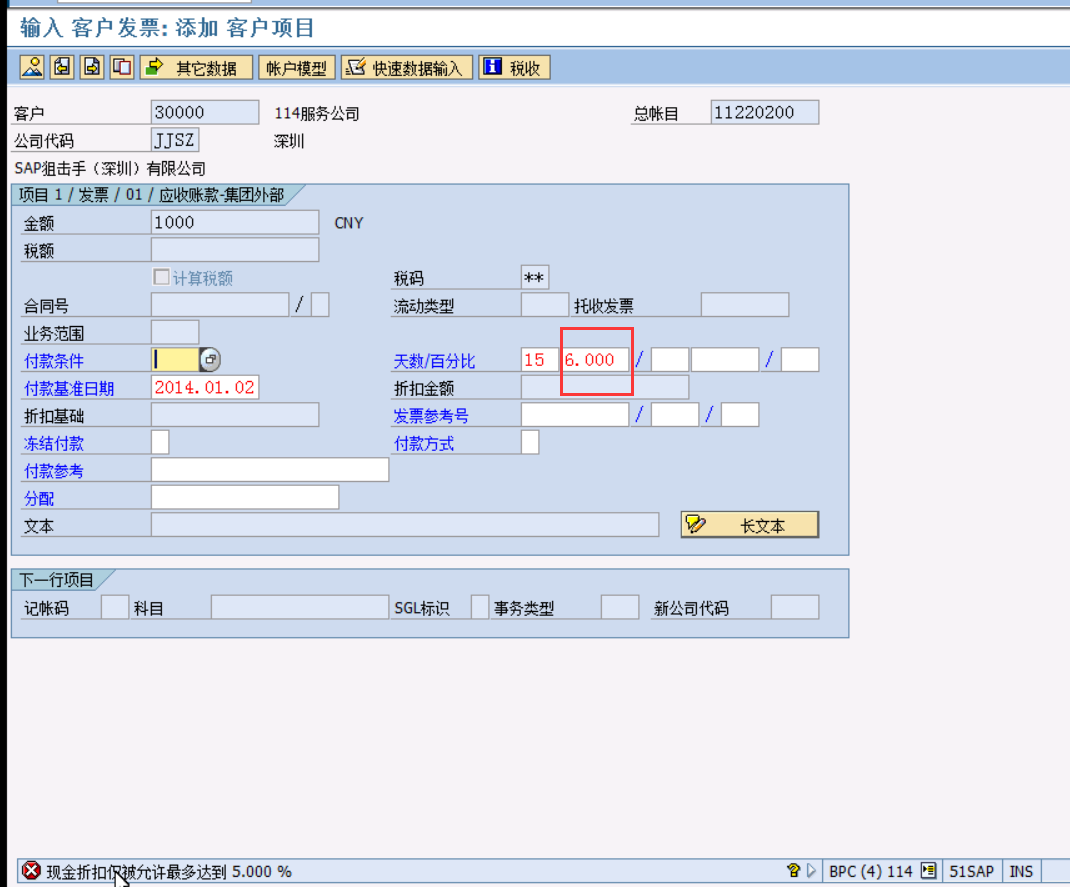 输入 客户发票: 添加 客户项目
其它数据 帐户模型 快速数据输入 税收
客户 30000 114服务公司 总帐目 11220200
公司代码 JJSZ 深圳
SAP狙击手（深圳）有限公司
项目 1 / 发票 / 01 / 应收账款-集团外部
金额 1000 CNY
税额
计算税额 税码 **
合同号 / 流动类型 托收发票
业务范围
付款条件 天数/百分比 15 6.000 / /
付款基准日期 2014.01.02 折扣金额
折扣基础 发票参考号 / /
冻结付款 付款方式
付款参考
分配
文本 长文本
下一行项目
记帐码 科目 SGL标识 事务类型 新公司代码
现金折扣仅被允许最多达到 5.000 % BPC (4) 114 51SAP INS